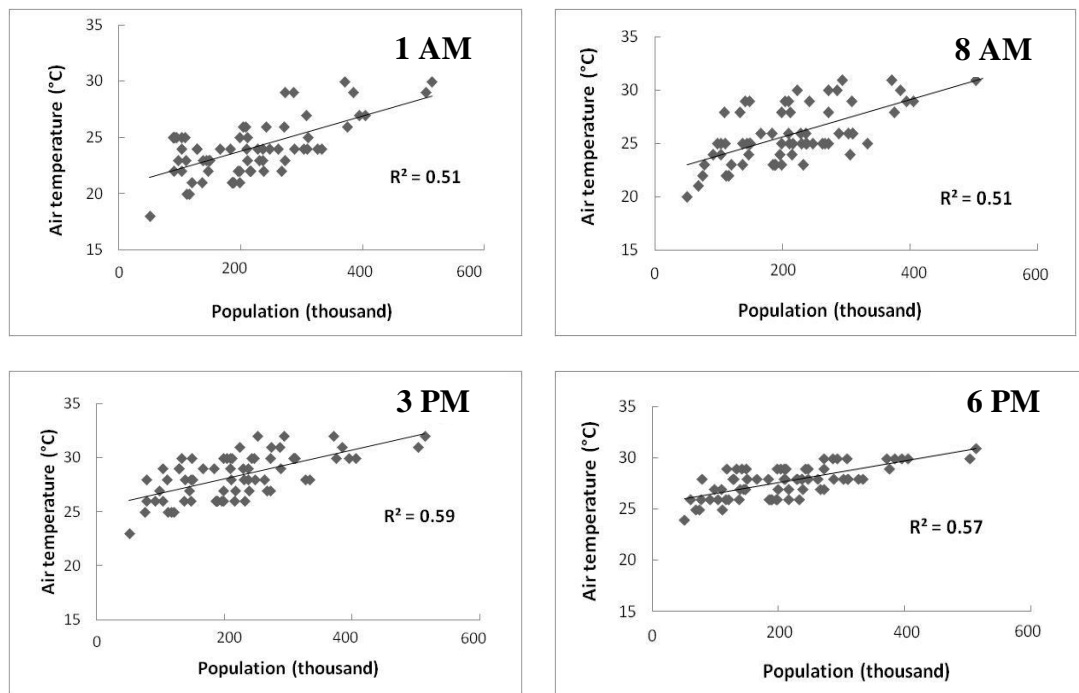 1 AM
Air temperature (°C)
35
30
25
20
15
0
200
400
600
R² = 0.51
Population (thousand)
8 AM
Air temperature (°C)
35
30
25
20
15
0
200
400
600
R² = 0.51
Population (thousand)
3 PM
Air temperature (°C)
35
30
25
20
15
0
200
400
600
R² = 0.59
Population (thousand)
6 PM
Air temperature (°C)
35
30
25
20
15
0
200
400
600
R² = 0.57
Population (thousand)